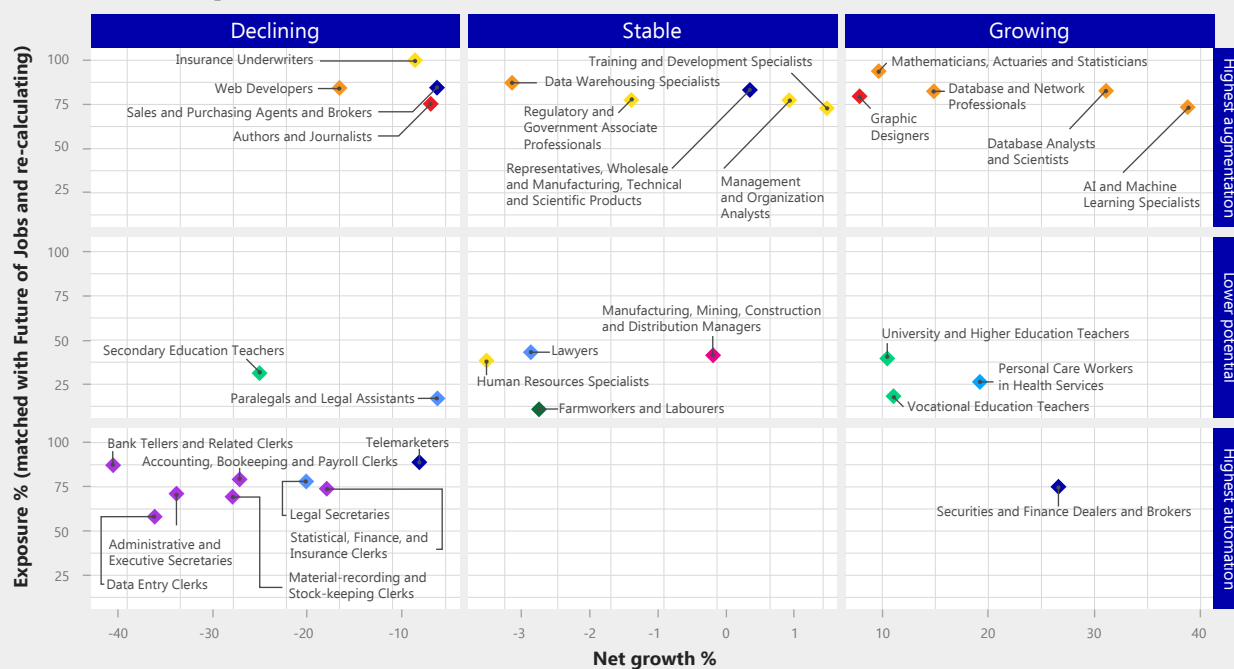 Declining
Stable
Growing
Exposure % (matched with Future of Jobs and re-calculating)
100
75
50
25
Insurance Underwriters
Web Developers
Sales and Purchasing Agents and Brokers
Authors and Journalists
Training and Development Specialists
Data Warehousing Specialists
Regulatory and
Government Associate
Professionals
Representatives, Wholesale
and Manufacturing, Technical
and Scientific Products
Management
and Organization
Analysts
Mathematicians, Actuaries and Statisticians
Database and Network
Professionals
Graphic
Designers
Database Analysts
and Scientists
AI and Machine
Learning Specialists
Highest augmentation
100
75
50
25
Secondary Education Teachers
Paralegals and Legal Assistants
Manufacturing, Mining, Construction
and Distribution Managers
Lawyers
Human Resources Specialists
Farmworkers and Labourers
University and Higher Education Teachers
Personal Care Workers
in Health Services
Vocational Education Teachers
Lower potential
100
75
50
25
Bank Tellers and Related Clerks
Telemarketers
Accounting, Bookeeping and Payroll Clerks
Legal Secretaries
Statistical, Finance, and
Insurance Clerks
Administrative and
Executive Secretaries
Data Entry Clerks
Material-recording and
Stock-keeping Clerks
Securities and Finance Dealers and Brokers
Highest automation
-40
-30
-20
-10
-3
-2
-1
0
1
10
20
30
40
Net growth %